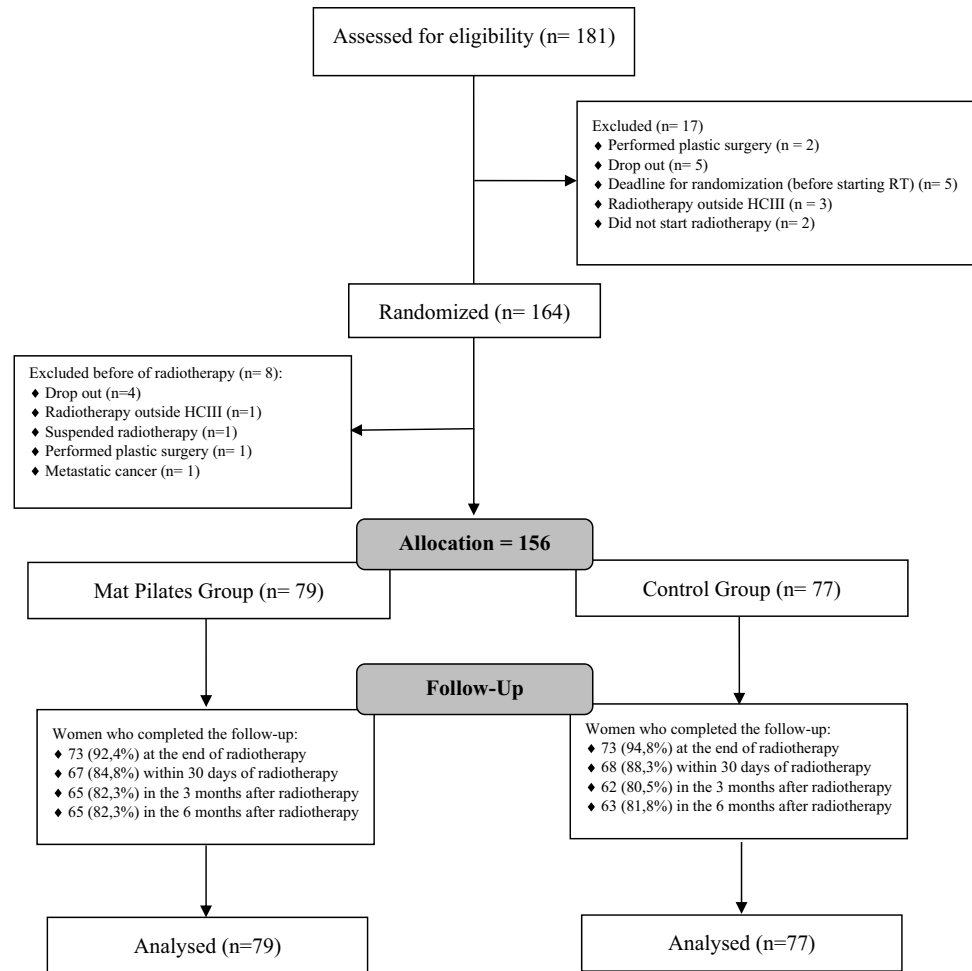 Assessed for eligibility (n= 181)
Excluded (n= 17)
♦ Performed plastic surgery (n = 2)
♦ Drop out (n= 5)
♦ Deadline for randomization (before starting RT) (n= 5)
♦ Radiotherapy outside HCIII (n = 3)
♦ Did not start radiotherapy (n= 2)
Randomized (n= 164)
Excluded before of radiotherapy (n= 8):
♦ Drop out (n=4)
♦ Radiotherapy outside HCIII (n=1)
♦ Suspended radiotherapy (n=1)
♦ Performed plastic surgery (n= 1)
♦ Metastatic cancer (n= 1)
Allocation = 156
Mat Pilates Group (n= 79)
Control Group (n= 77)
Follow-Up
Women who completed the follow-up:
♦ 73 (92,4%) at the end of radiotherapy
♦ 67 (84,8%) within 30 days of radiotherapy
♦ 65 (82,3%) in the 3 months after radiotherapy
♦ 65 (82,3%) in the 6 months after radiotherapy
Women who completed the follow-up:
♦ 73 (94,8%) at the end of radiotherapy
♦ 68 (88,3%) within 30 days of radiotherapy
♦ 62 (80,5%) in the 3 months after radiotherapy
♦ 63 (81,8%) in the 6 months after radiotherapy
Analysed (n=79)
Analysed (n=77)